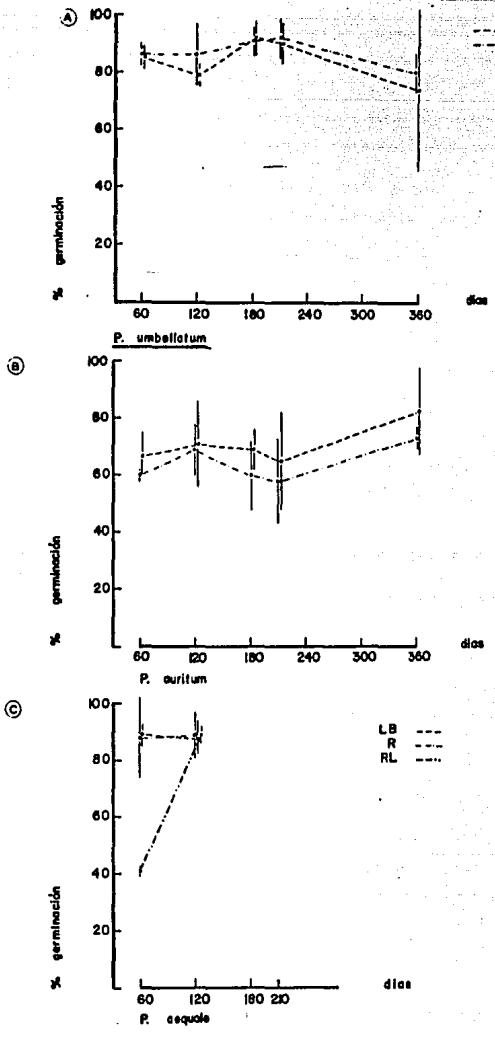 A
100
80
60
40
20
% germinación
60 120 180 240 300 360 días
P. umbellatum
B
100
80
60
40
20
% germinación
60 120 180 210 300 360 días
P. auritum
C
100
80
60
40
20
% germinación
LB
R
RL
60 120 180 210 días
P. aequale